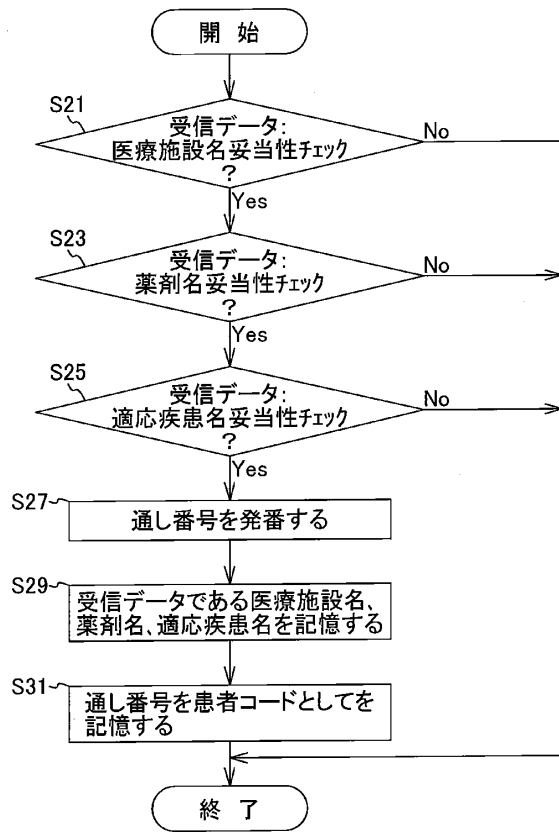 開 始
S21
受信データ:
医療施設名妥当性チェック
?
No
Yes
S23
受信データ:
薬剤名妥当性チェック
?
No
Yes
S25
受信データ:
適応疾患名妥当性チェック
?
No
Yes
S27
通し番号を発番する
S29
受信データである医療施設名、
薬剤名、適応疾患名を記憶する
S31
通し番号を患者コードとしてを
記憶する
終 了